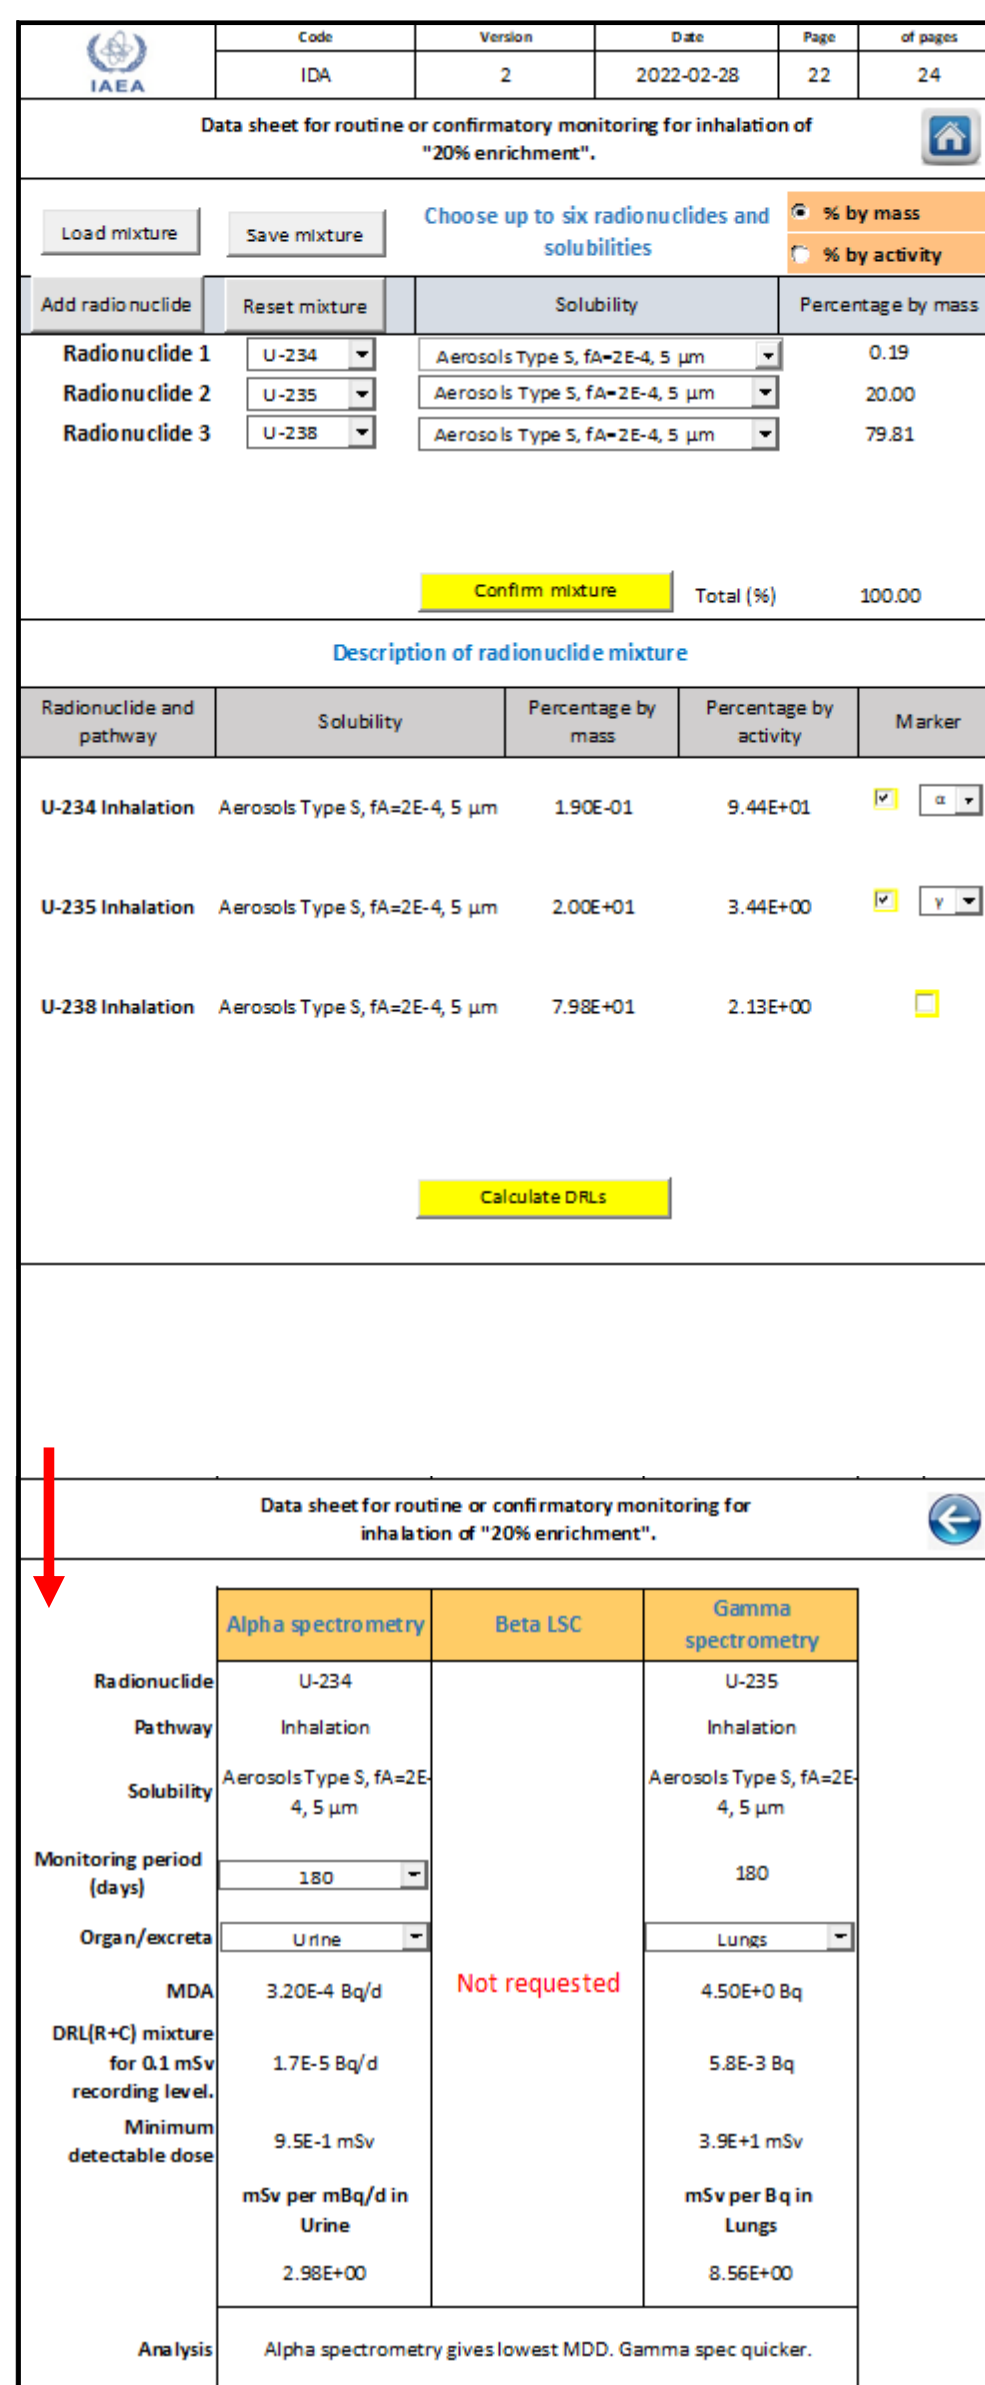 Code Version Date Page of pages
IAEA IDA 2 2022-02-28 22 24
Data sheet for routine or confirmatory monitoring for inhalation of
"20% enrichment".
Load mixture Save mixture Choose up to six radionuclides and
solubilities
% by mass
% by activity
Add radionuclide Reset mixture Solubility Percentage by mass
Radionuclide 1 U-234 Aerosols Type S, fA=2E-4, 5 µm 0.19
Radionuclide 2 U-235 Aerosols Type S, fA=2E-4, 5 µm 20.00
Radionuclide 3 U-238 Aerosols Type S, fA=2E-4, 5 µm 79.81
Confirm mixture Total (%) 100.00
Description of radionuclide mixture
Radionuclide and
pathway
Solubility
Percentage by
mass
Percentage by
activity
Marker
U-234 Inhalation Aerosols Type S, fA=2E-4, 5 µm 1.90E-01 9.44E+01 α
U-235 Inhalation Aerosols Type S, fA=2E-4, 5 µm 2.00E+01 3.44E+00 γ
U-238 Inhalation Aerosols Type S, fA=2E-4, 5 µm 7.98E+01 2.13E+00
Calculate DRLs
Data sheet for routine or confirmatory monitoring for
inhalation of "20% enrichment".
Alpha spectrometry Beta LSC Gamma
spectrometry
Radionuclide U-234 U-235
Pathway Inhalation Inhalation
Solubility Aerosols Type S, fA=2E-
4, 5 µm
Aerosols Type S, fA=2E-
4, 5 µm
Monitoring period
(days)
180 180
Organ/excreta Urine Lungs
Not requested
MDA 3.20E-4 Bq/d 4.50E+0 Bq
DRL(R+C) mixture
for 0.1 mSv
recording level.
1.7E-5 Bq/d 5.8E-3 Bq
Minimum
detectable dose
9.5E-1 mSv 3.9E+1 mSv
mSv per mBq/d in
Urine
mSv per Bq in
Lungs
2.98E+00 8.56E+00
Analysis Alpha spectrometry gives lowest MDD. Gamma spec quicker.